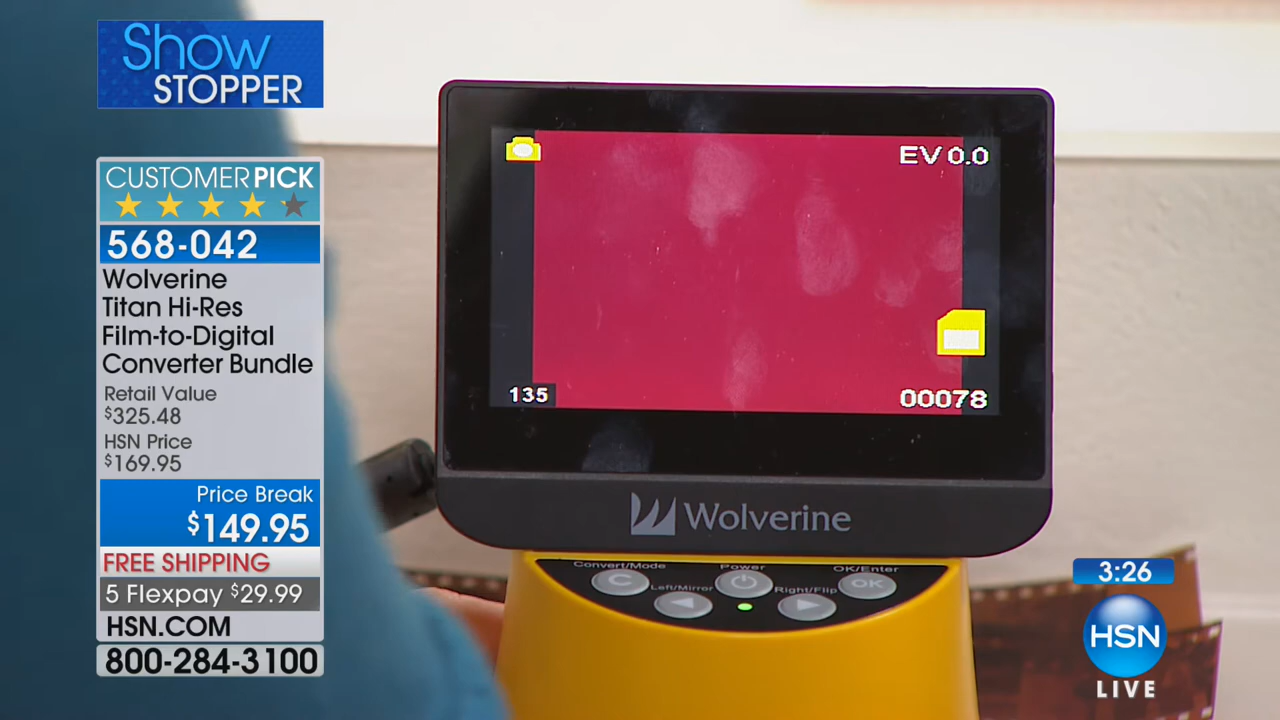 Show
STOPPER
CUSTOMER PICK
568-042
Wolverine
Titan Hi-Res
Film-to-Digital
Converter Bundle
Retail Value
$325.48
HSN Price
$169.95
Price Break
$149.95
FREE SHIPPING
5 Flexpay $29.99
HSN.COM
800-284-3100
EV 0.0
135
00078
Wolverine
Convert/Mode
Power
OK/Enter
C
OK
Left/Mirror
Right/Flip
3:26
HSN
LIVE